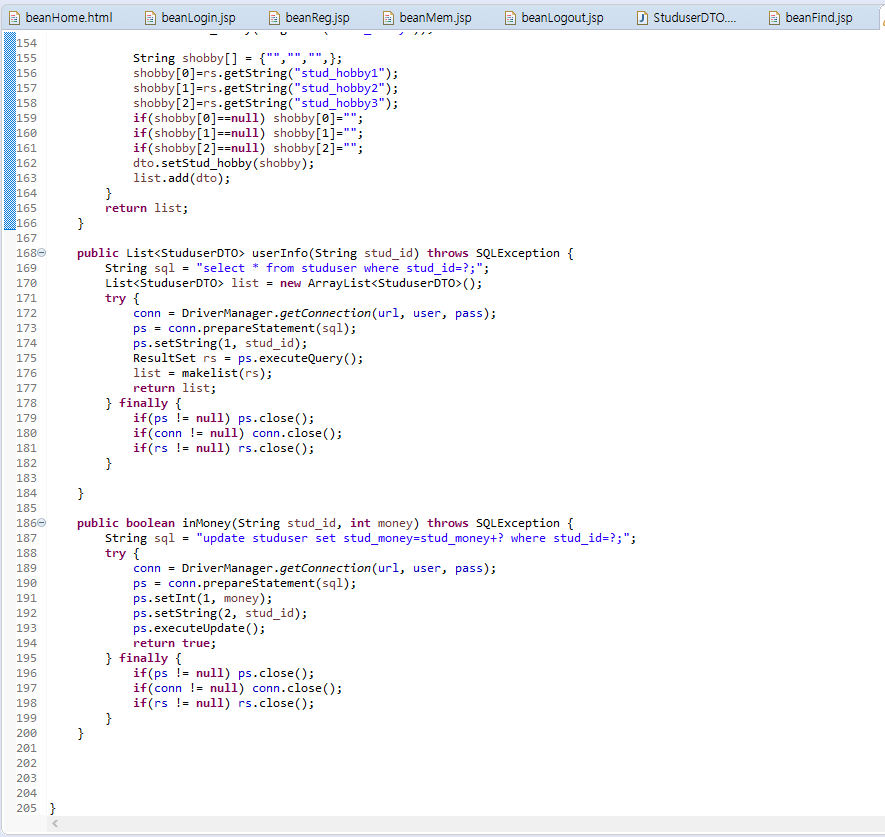 beanHome.html beanLogin.jsp beanReg.jsp beanMem.jsp beanLogout.jsp StuduserDTO.... beanFind.jsp
154
155 String shobby[] = {"","","",};
156 shobby[0]=rs.getString("stud_hobby1");
157 shobby[1]=rs.getString("stud_hobby2");
158 shobby[2]=rs.getString("stud_hobby3");
159 if(shobby[0]==null) shobby[0]="";
160 if(shobby[1]==null) shobby[1]="";
161 if(shobby[2]==null) shobby[2]="";
162 dto.setStud_hobby(shobby);
163 list.add(dto);
164 }
165 return list;
166 }
167
168 public List<StuduserDTO> userInfo(String stud_id) throws SQLException {
169 String sql = "select * from studuser where stud_id=?;";
170 List<StuduserDTO> list = new ArrayList<StuduserDTO>();
171 try {
172 conn = DriverManager.getConnection(url, user, pass);
173 ps = conn.prepareStatement(sql);
174 ps.setString(1, stud_id);
175 ResultSet rs = ps.executeQuery();
176 list = makelist(rs);
177 return list;
178 } finally {
179 if(ps != null) ps.close();
180 if(conn != null) conn.close();
181 if(rs != null) rs.close();
182 }
183
184 }
185
186 public boolean inMoney(String stud_id, int money) throws SQLException {
187 String sql = "update studuser set stud_money=stud_money+? where stud_id=?;";
188 try {
189 conn = DriverManager.getConnection(url, user, pass);
190 ps = conn.prepareStatement(sql);
191 ps.setInt(1, money);
192 ps.setString(2, stud_id);
193 ps.executeUpdate();
194 return true;
195 } finally {
196 if(ps != null) ps.close();
197 if(conn != null) conn.close();
198 if(rs != null) rs.close();
199 }
200 }
201
202
203
204
205 }